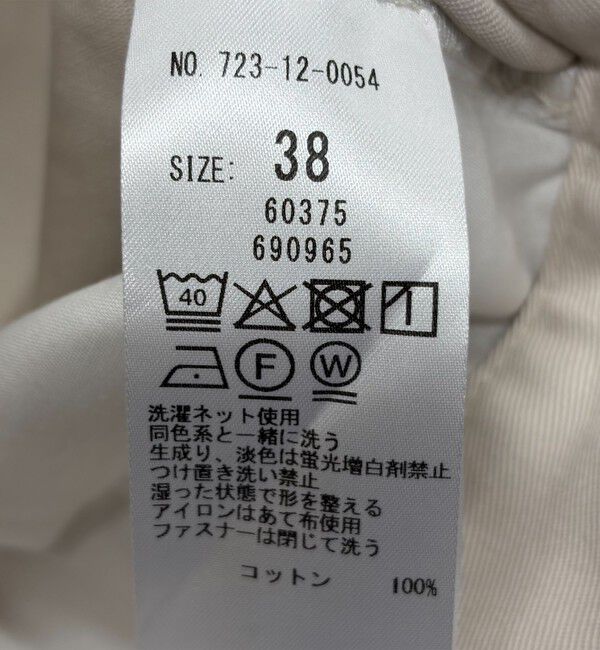 NO. 723-12-0054
SIZE: 38
60375
690965
40
F W
洗濯ネット使用
同色系と一緒に洗う
生成り、淡色は蛍光増白剤禁止
つけ置き洗い禁止
湿った状態で形を整える
アイロンはあて布使用
ファスナーは閉じて洗う
コットン 100%